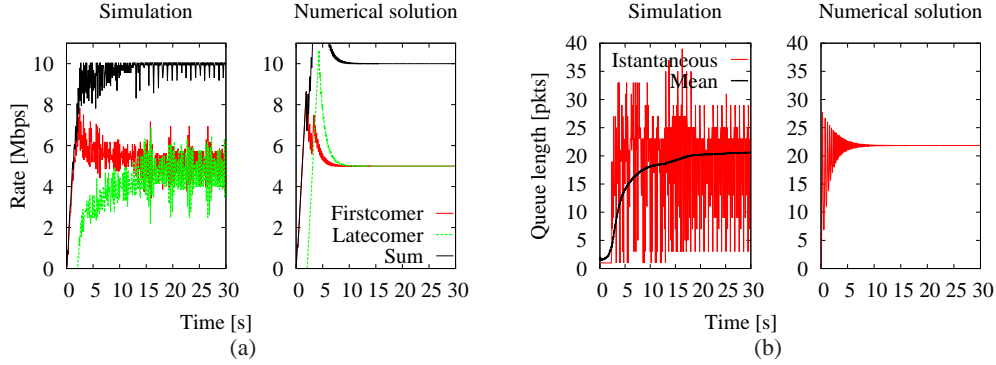 Simulation
Numerical solution
Rate [Mbps]
10
8
6
4
2
0
0 5 10 15 20 25 30
10
8
6
4
2
0
Firstcomer
Latecomer
Sum
0 5 10 15 20 25 30
Time [s]
(a)
Simulation
Numerical solution
Queue length [pkts]
40
35
30
25
20
15
10
5
0
Istantaneous
Mean
0 5 10 15 20 25 30
40
35
30
25
20
15
10
5
0
0 5 10 15 20 25 30
Time [s]
(b)